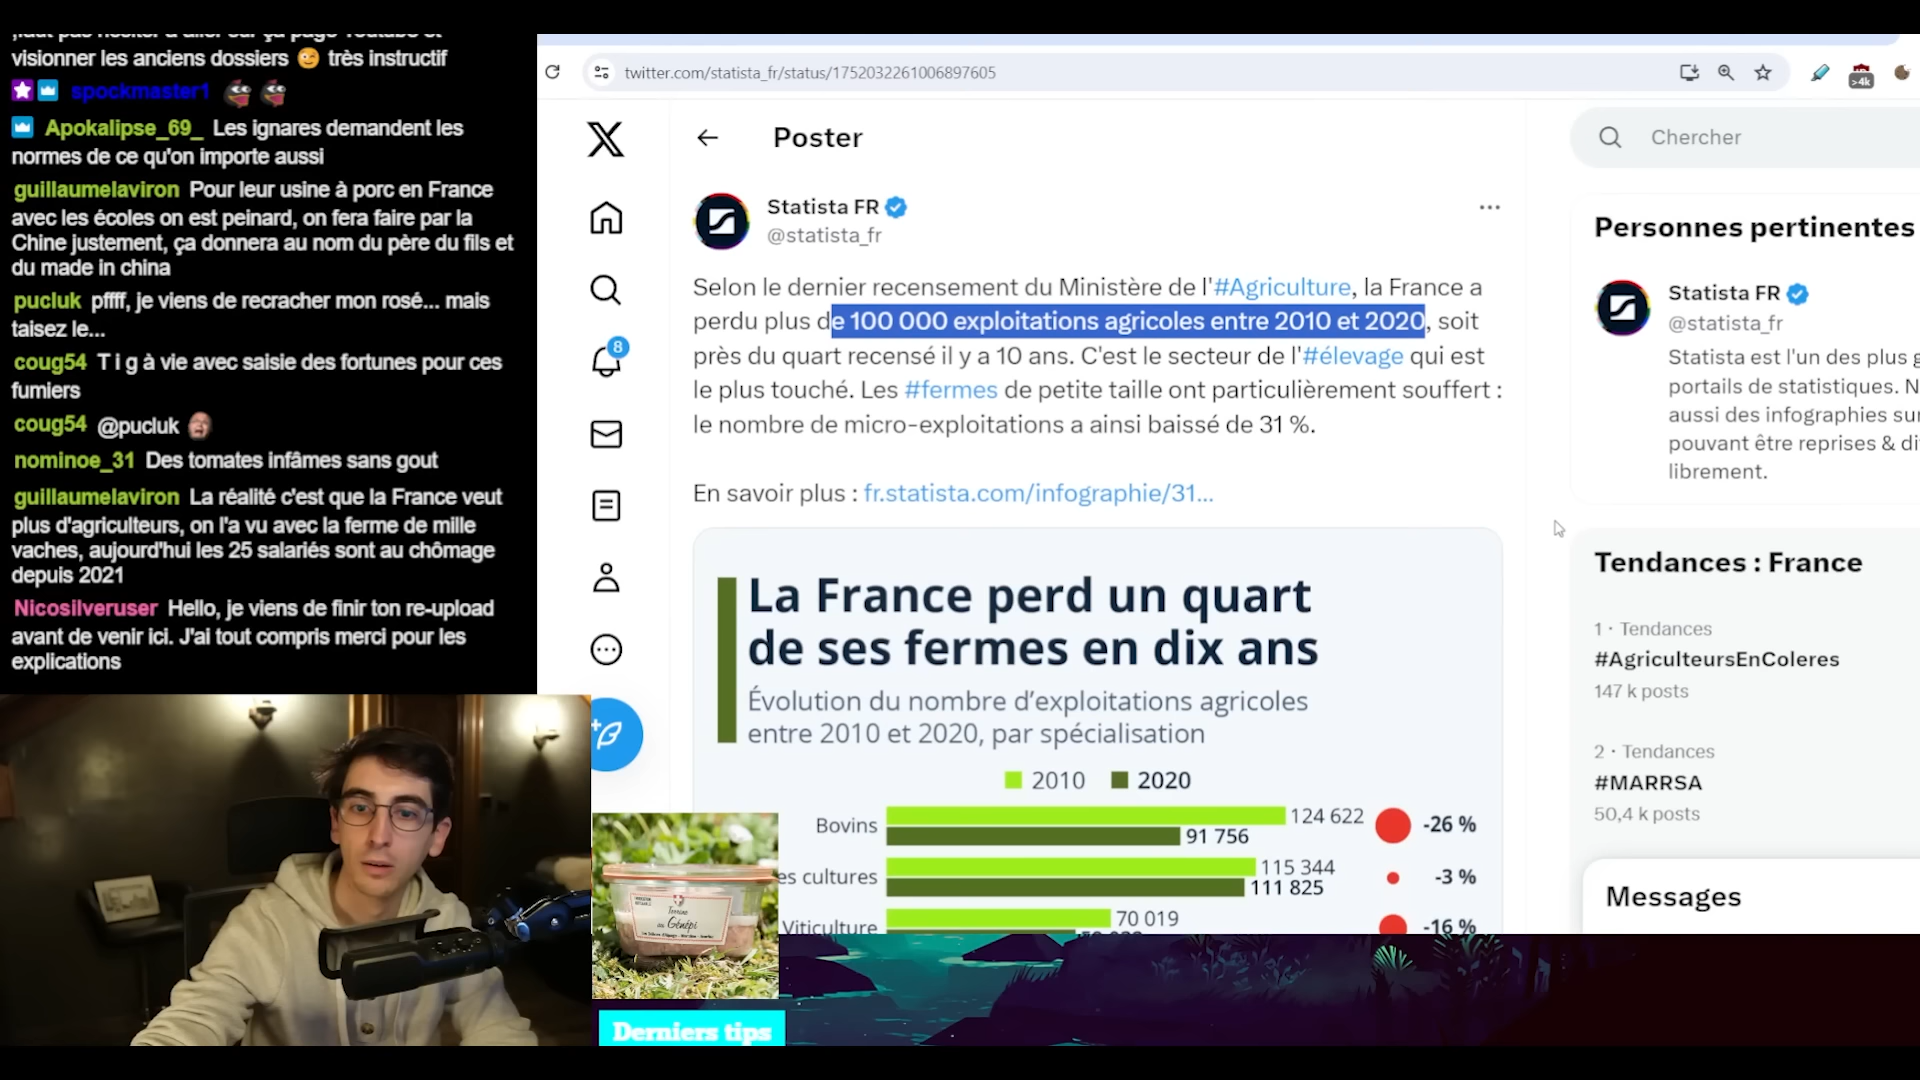 visionner les anciens dossiers 😉 très instructif
spockmaster1
Apokalipse_69_ Les ignares demandent les
normes de ce qu'on importe aussi
guillaumelaviron Pour leur usine à porc en France
avec les écoles on est peinard, on fera faire par la
Chine justement, ça donnera au nom du père du fils et
du made in china
pucluk pffff, je viens de recracher mon rosé... mais
taisez le...
coug54 T i g à vie avec saisie des fortunes pour ces
fumiers
coug54 @pucluk
nominoe_31 Des tomates infâmes sans gout
guillaumelaviron La réalité c'est que la France veut
plus d'agriculteurs, on l'a vu avec la ferme de mille
vaches, aujourd'hui les 25 salariés sont au chômage
depuis 2021
Nicosilveruser Hello, je viens de finir ton re-upload
avant de venir ici. J'ai tout compris merci pour les
explications
twitter.com/statista_fr/status/1752032261006897605
>4k
8
Poster
Statista FR
@statista_fr
Selon le dernier recensement du Ministère de l'#Agriculture, la France a
perdu plus de 100 000 exploitations agricoles entre 2010 et 2020, soit
près du quart recensé il y a 10 ans. C'est le secteur de l'#élevage qui est
le plus touché. Les #fermes de petite taille ont particulièrement souffert :
le nombre de micro-exploitations a ainsi baissé de 31 %.
En savoir plus : fr.statista.com/infographie/31...
La France perd un quart
de ses fermes en dix ans
Évolution du nombre d'exploitations agricoles
entre 2010 et 2020, par spécialisation
2010 2020
Bovins 124 622 -26 %
91 756
es cultures 115 344 -3 %
111 825
Viticulture 70 019 -16 %
Chercher
Personnes pertinentes
Statista FR
@statista_fr
Statista est l'un des plus g
portails de statistiques. N
aussi des infographies su
pouvant être reprises & di
librement.
Tendances : France
1 · Tendances
#AgriculteursEnColeres
147 k posts
2 · Tendances
#MARRSA
50,4 k posts
Messages
Terrine
au Génépi
Derniers tips